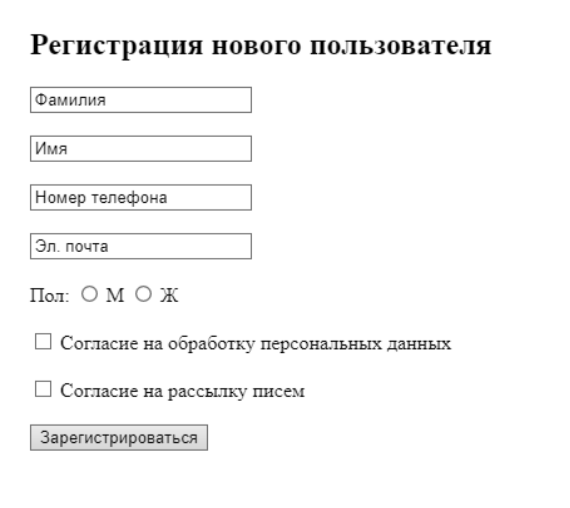 Регистрация нового пользователя
Фамилия
Имя
Номер телефона
Эл. почта
Пол: М Ж
Согласие на обработку персональных данных
Согласие на рассылку писем
Зарегистрироваться